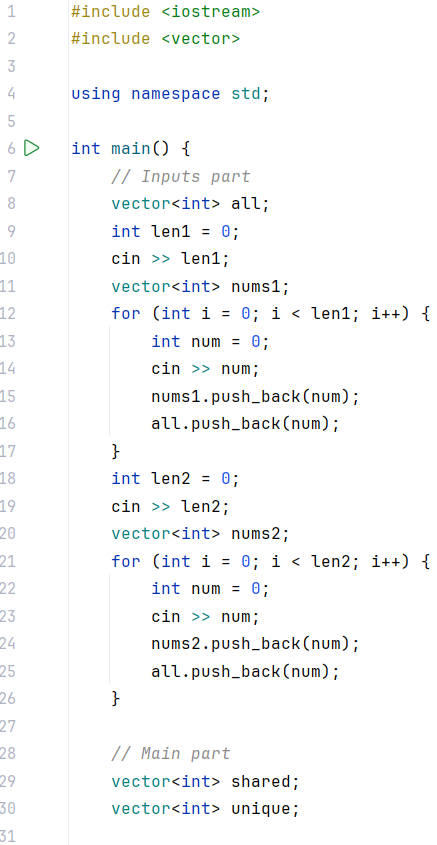 1 #include <iostream>
2 #include <vector>
3
4 using namespace std;
5
6 int main() {
7     // Inputs part
8     vector<int> all;
9     int len1 = 0;
10     cin >> len1;
11     vector<int> nums1;
12     for (int i = 0; i < len1; i++) {
13         int num = 0;
14         cin >> num;
15         nums1.push_back(num);
16         all.push_back(num);
17     }
18     int len2 = 0;
19     cin >> len2;
20     vector<int> nums2;
21     for (int i = 0; i < len2; i++) {
22         int num = 0;
23         cin >> num;
24         nums2.push_back(num);
25         all.push_back(num);
26     }
27
28     // Main part
29     vector<int> shared;
30     vector<int> unique;
31